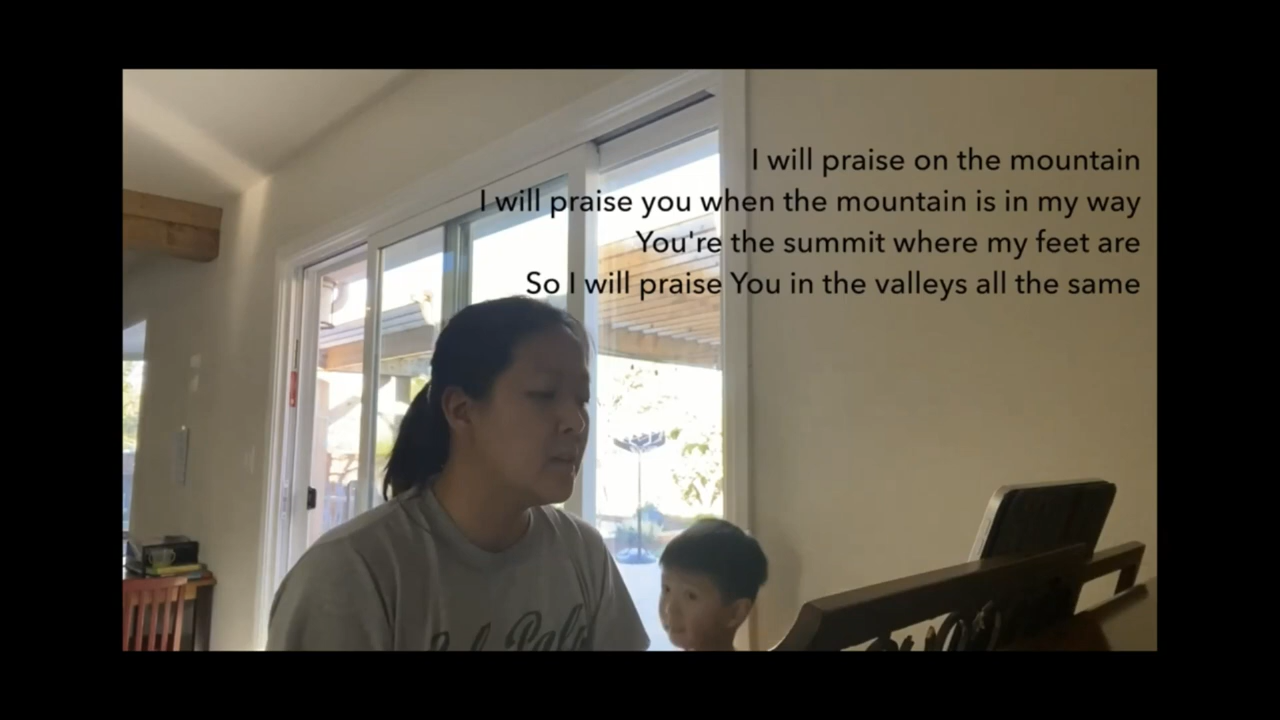 I will praise on the mountain
I will praise you when the mountain is in my way
You're the summit where my feet are
So I will praise You in the valleys all the same